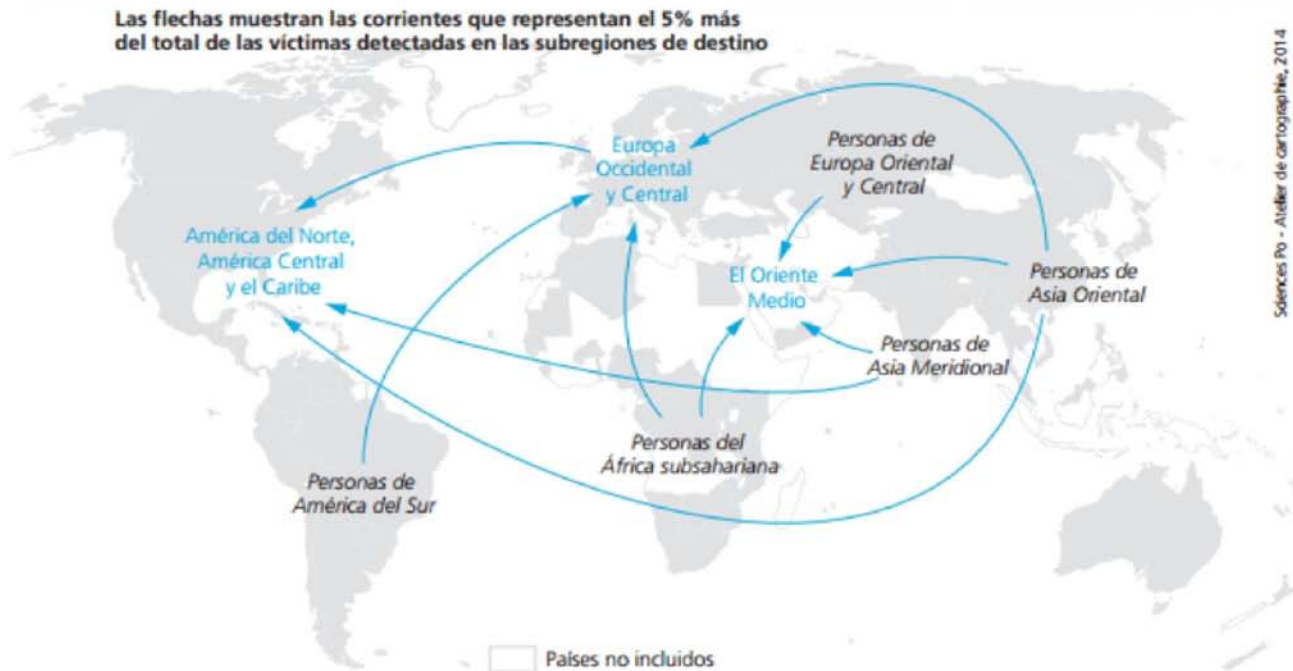 Las flechas muestran las corrientes que representan el 5% más
del total de las víctimas detectadas en las subregiones de destino
Sciences Po - Atelier de cartographie, 2014
Europa
Occidental
y Central
Personas de
Europa Oriental
y Central
América del Norte,
América Central
y el Caribe
El Oriente
Medio
Personas de
Asia Oriental
Personas de
Asia Meridional
Personas del
África subsahariana
Personas de
América del Sur
Países no incluidos